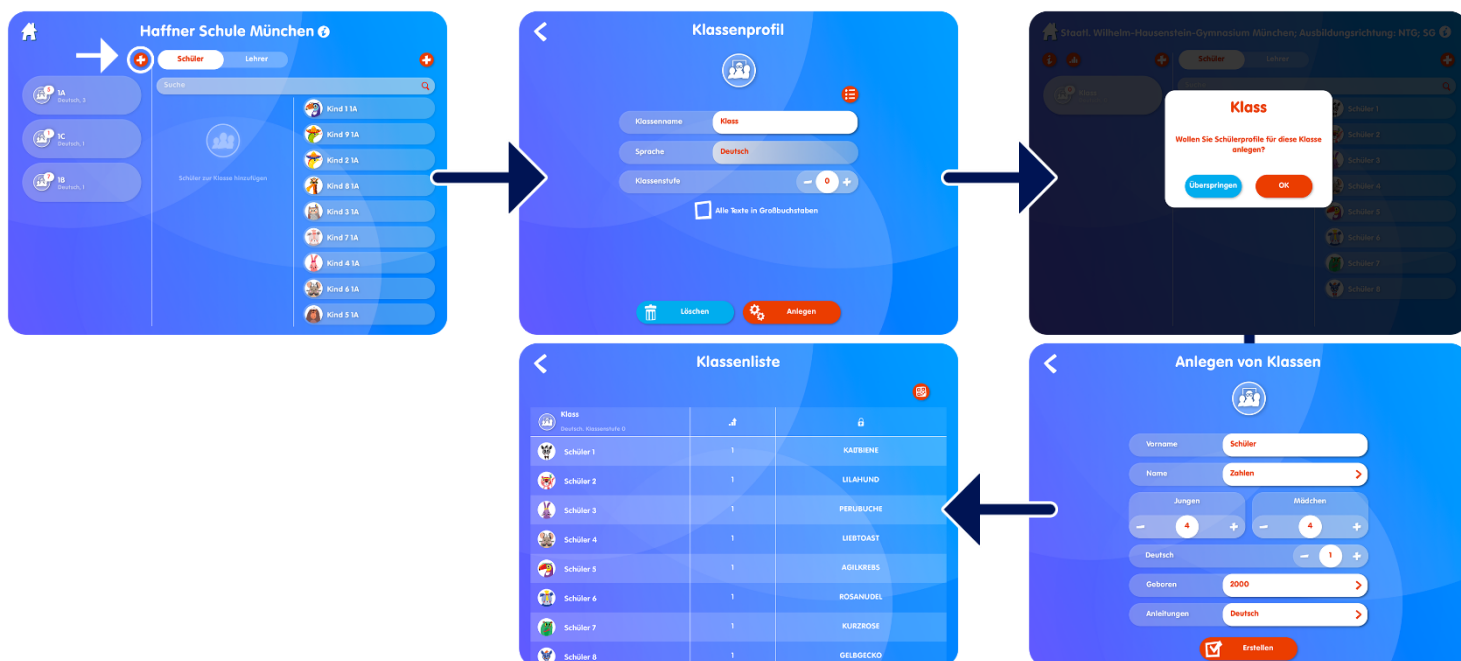 Haffner Schule München i
Schüler Lehrer
Suche
5 1A
Deutsch, 3
1 1C
Deutsch, 1
7 1B
Deutsch, 1
Schüler zur Klasse hinzufügen
Kind 1 1A
Kind 9 1A
Kind 2 1A
Kind 8 1A
Kind 3 1A
Kind 7 1A
Kind 4 1A
Kind 6 1A
Kind 5 1A
Klassenprofil
Klassenname Klass
Sprache Deutsch
Klassenstufe − 0 +
Alle Texte in Großbuchstaben
Löschen Anlegen
Staatl. Wilhelm-Hausenstein-Gymnasium München; Ausbildungsrichtung: NTG; SG i
Schüler Lehrer
Klass
Klass
Wollen Sie Schülerprofile für diese Klasse
anlegen?
Überspringen OK
Schüler 1
Schüler 2
Schüler 3
Schüler 4
Schüler 5
Schüler 6
Schüler 7
Schüler 8
Anlegen von Klassen
Vorname Schüler
Name Zahlen
Jungen Mädchen
− 4 + − 4 +
Deutsch − 1 +
Geboren 2000
Anleitungen Deutsch
Erstellen
Klassenliste
Klass
Deutsch, Klassenstufe 0
Schüler 1 1
Schüler 2 1 LILAHUND
Schüler 3 1 PERUBUCHE
Schüler 4 1 LIEBTOAST
Schüler 5 1 AGILKREBS
Schüler 6 1 ROSANUDEL
Schüler 7 1 KURZROSE
Schüler 8 1 GELBGECKO